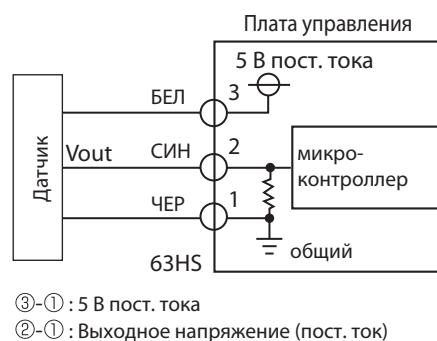 Плата управления
5 В пост. тока
БЕЛ
3
Датчик
Vout
СИН
2
микро-
контроллер
ЧЕР
1
общий
63HS
③-① : 5 В пост. тока
②-① : Выходное напряжение (пост. ток)